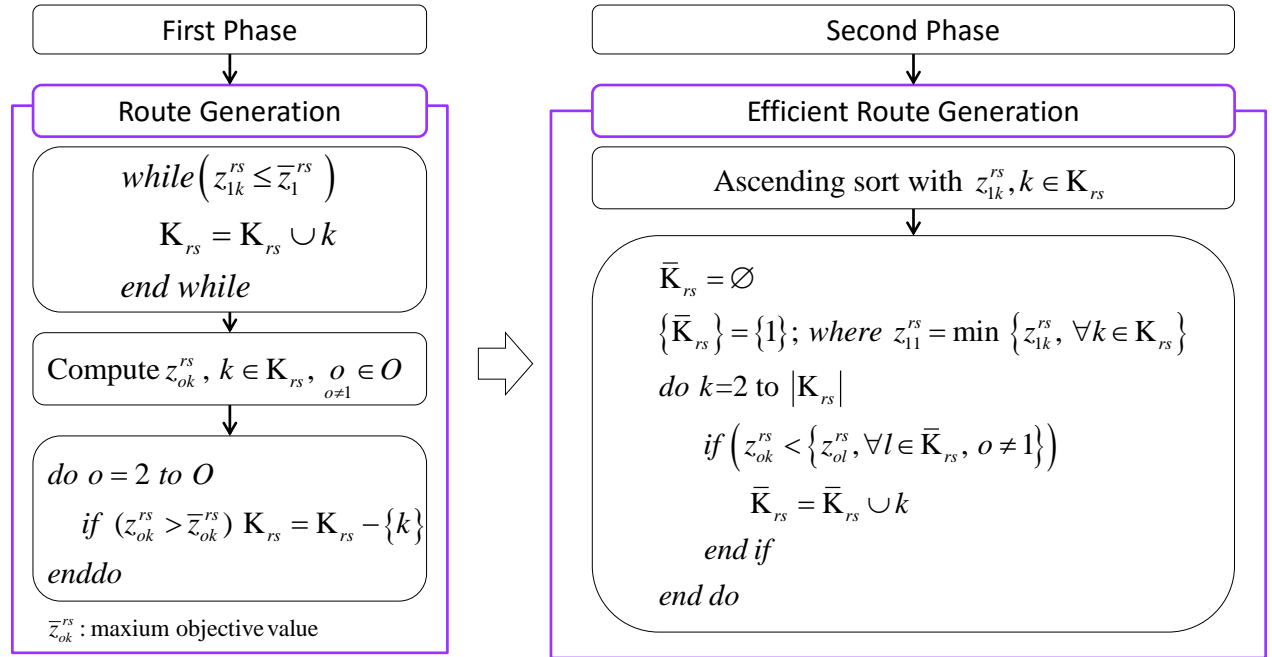 First Phase
Route Generation
while(z_{1k}^{rs} ≤ z̄_1^{rs})
K_{rs} = K_{rs} ∪ k
end while
Compute z_{ok}^{rs}, k ∈ K_{rs}, o ∈ O
o≠1
do o = 2 to O
if (z_{ok}^{rs} > z̄_{ok}^{rs}) K_{rs} = K_{rs} − {k}
enddo
z̄_{ok}^{rs} : maxium objective value
Second Phase
Efficient Route Generation
Ascending sort with z_{1k}^{rs}, k ∈ K_{rs}
K̄_{rs} = ∅
{K̄_{rs}} = {1}; where z_{11}^{rs} = min {z_{1k}^{rs}, ∀k ∈ K_{rs}}
do k=2 to |K_{rs}|
if (z_{ok}^{rs} < {z_{ol}^{rs}, ∀l ∈ K̄_{rs}, o ≠ 1})
K̄_{rs} = K̄_{rs} ∪ k
end if
end do